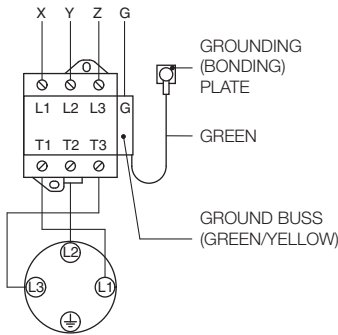 X Y Z G
GROUNDING
(BONDING)
PLATE
L1 L2 L3 G
GREEN
T1 T2 T3
GROUND BUSS
(GREEN/YELLOW)
L2
L3 L1